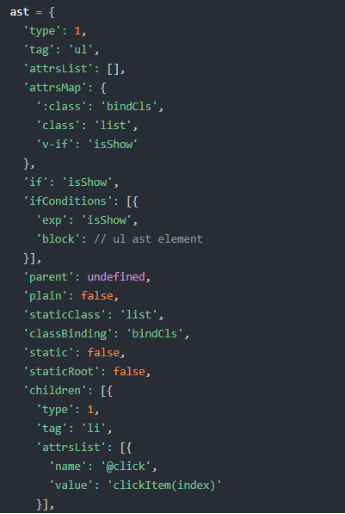 ast = {
  'type': 1,
  'tag': 'ul',
  'attrsList': [],
  'attrsMap': {
    ':class': 'bindCls',
    'class': 'list',
    'v-if': 'isShow'
  },
  'if': 'isShow',
  'ifConditions': [{
    'exp': 'isShow',
    'block': // ul ast element
  }],
  'parent': undefined,
  'plain': false,
  'staticClass': 'list',
  'classBinding': 'bindCls',
  'static': false,
  'staticRoot': false,
  'children': [{
    'type': 1,
    'tag': 'li',
    'attrsList': [{
      'name': '@click',
      'value': 'clickItem(index)'
    }],